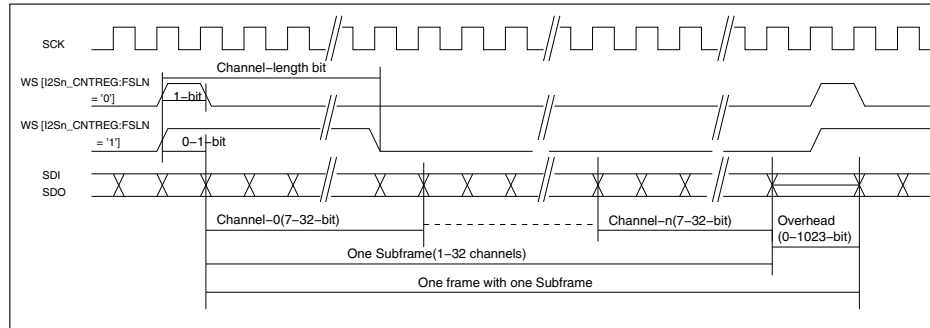 SCK
Channel−length bit
WS [I2Sn_CNTREG:FSLN
= '0']
1−bit
WS [I2Sn_CNTREG:FSLN
= '1']
0−1−bit
SDI
SDO
Channel−0(7−32−bit)
Channel−n(7−32−bit)
Overhead
(0−1023−bit)
One Subframe(1−32 channels)
One frame with one Subframe